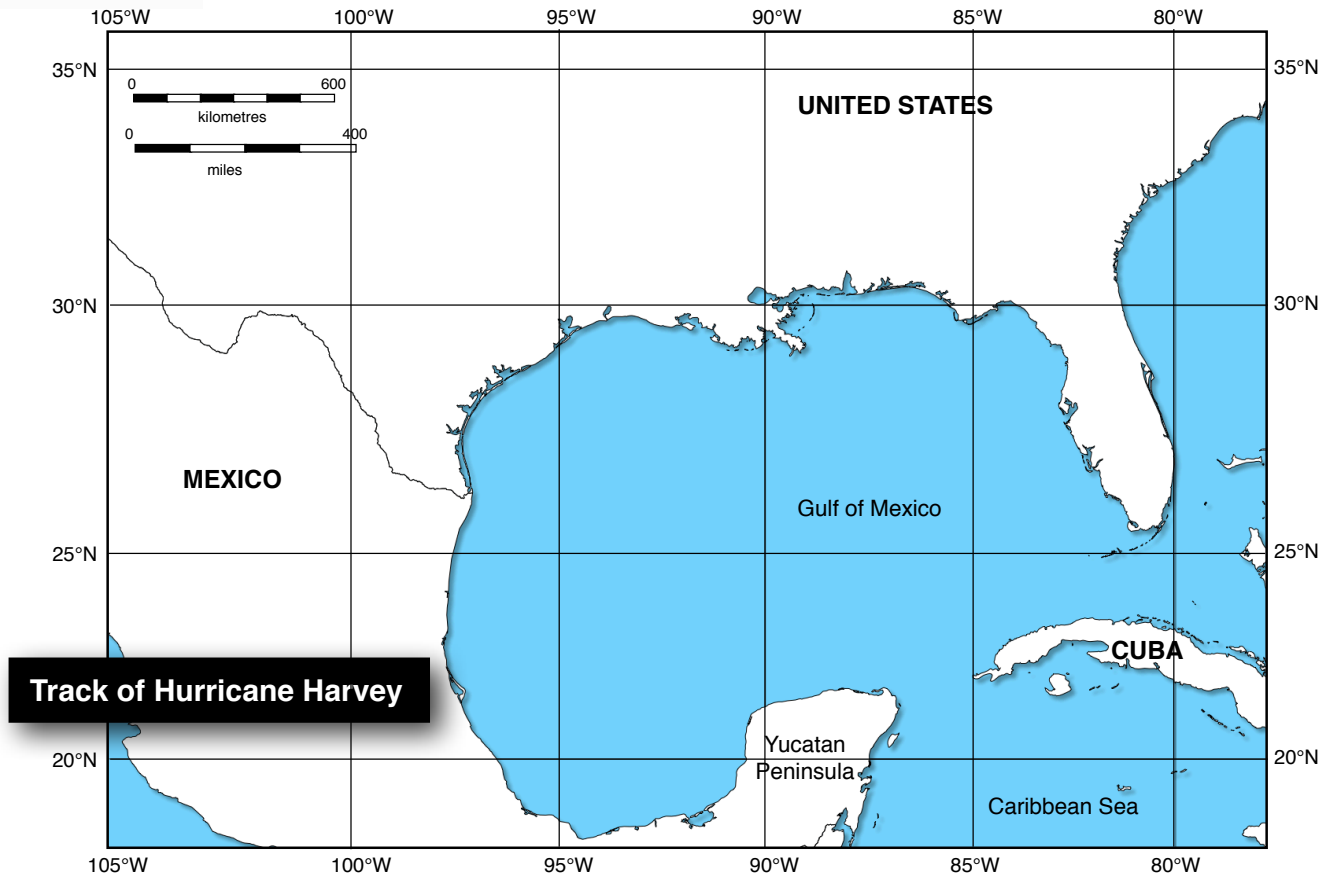 105°W 100°W 95°W 90°W 85°W 80°W
35°N 35°N
0 600
kilometres
0 400
miles
UNITED STATES
30°N 30°N
MEXICO
Gulf of Mexico
25°N 25°N
CUBA
Track of Hurricane Harvey
Yucatan
Peninsula
20°N 20°N
Caribbean Sea
105°W 100°W 95°W 90°W 85°W 80°W